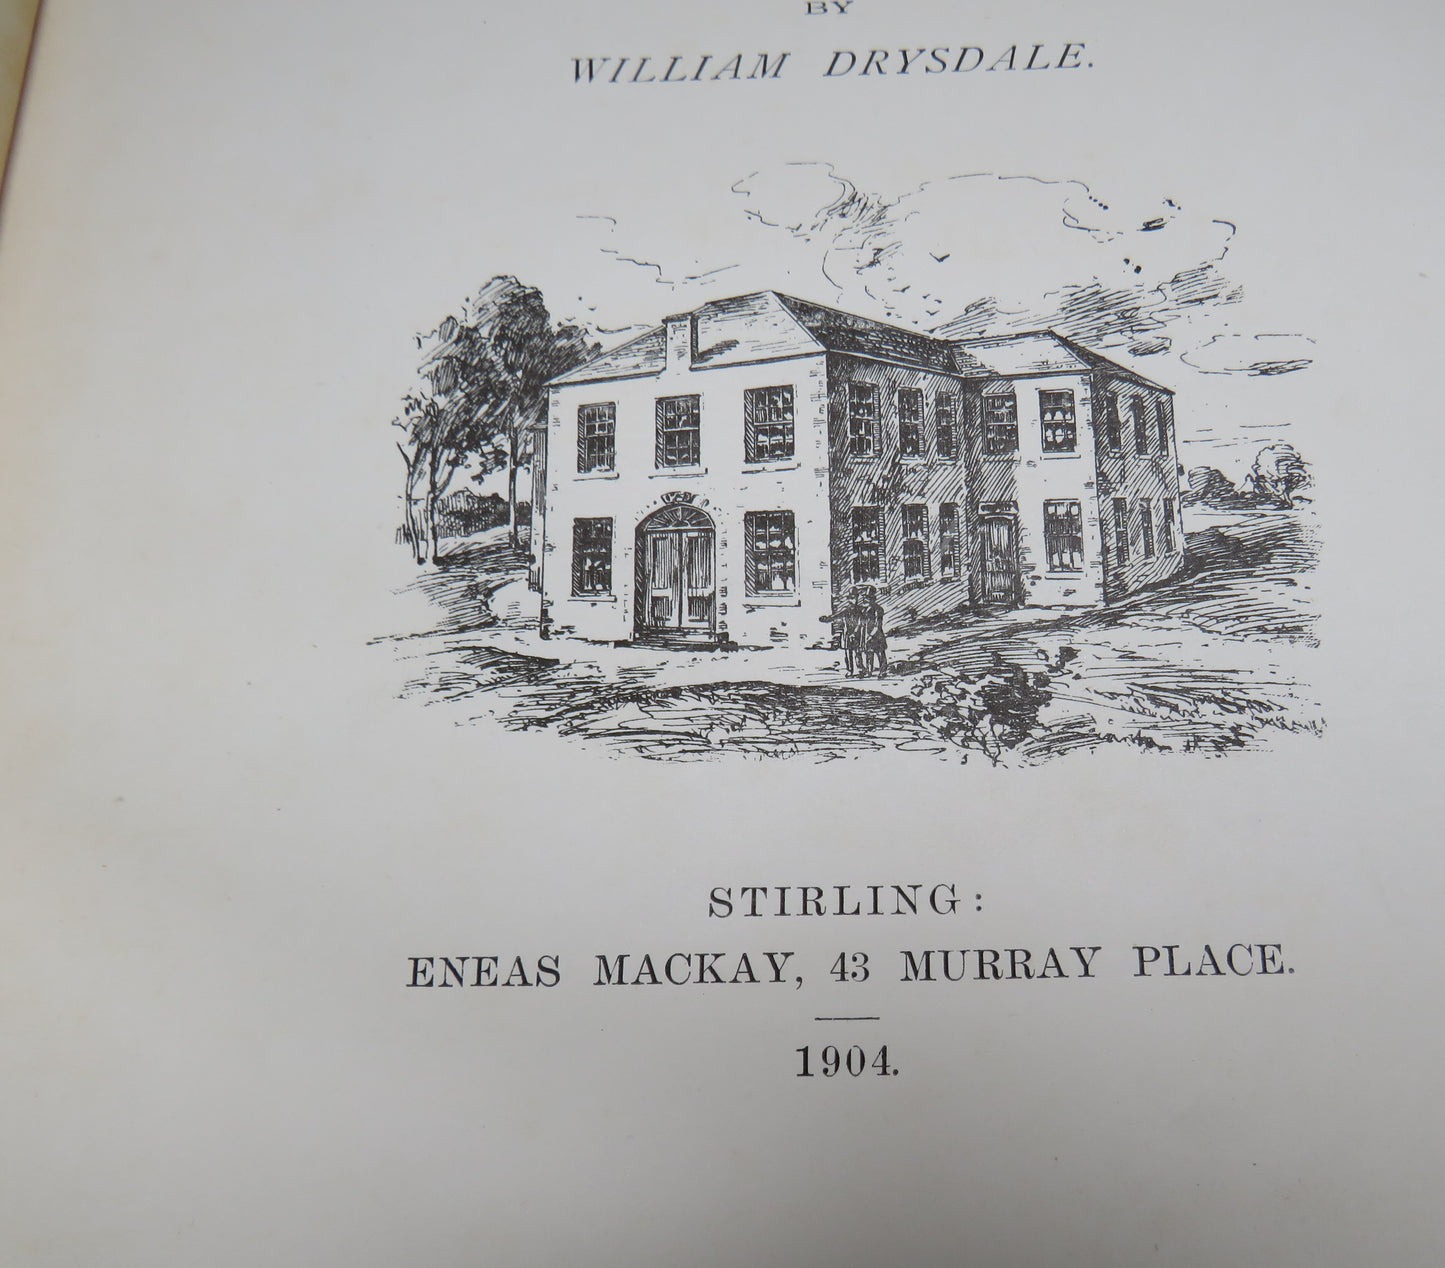 BY
WILLIAM DRYSDALE.
STIRLING:
ENEAS MACKAY, 43 MURRAY PLACE.
1904.